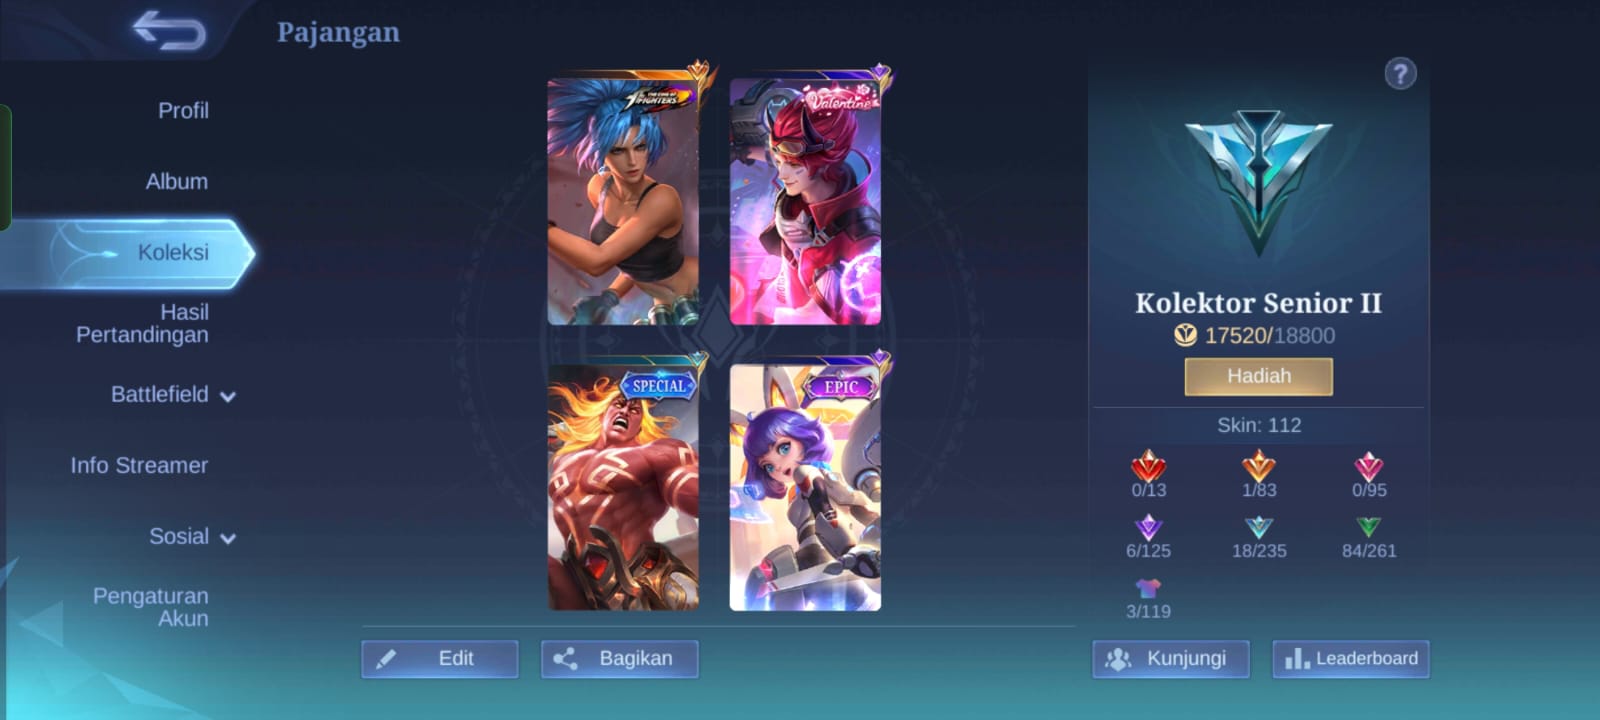 Pajangan
Profil
Album
Koleksi
Hasil
Pertandingan
Battlefield
Info Streamer
Sosial
Pengaturan
Akun
THE KING OF
FIGHTERS
Valentine
SPECIAL
EPIC
Edit
Bagikan
?
Kolektor Senior II
17520/18800
Hadiah
Skin: 112
0/13
1/83
0/95
6/125
18/235
84/261
3/119
Kunjungi
Leaderboard